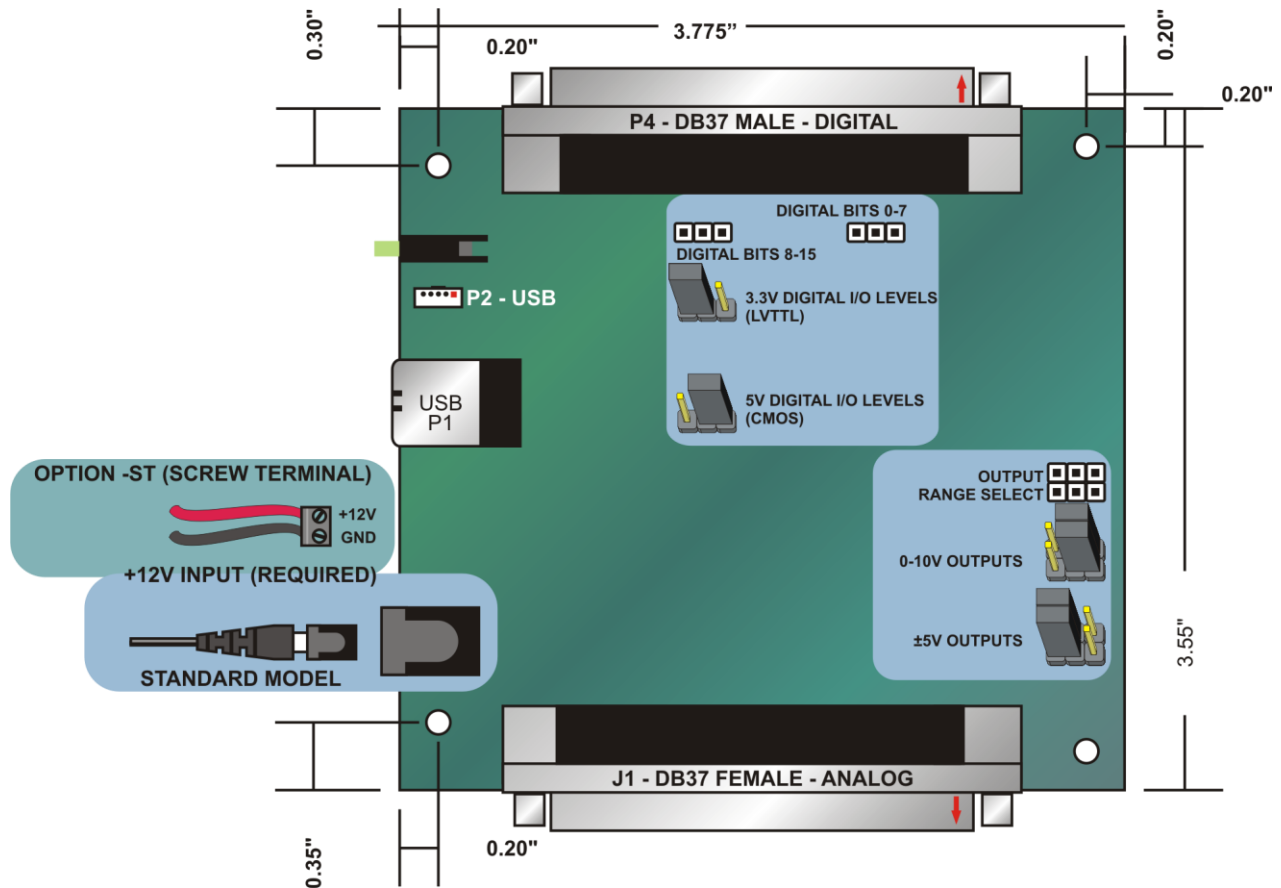 0.30"
3.775”
0.20"
0.20"
0.20"
P4 - DB37 MALE - DIGITAL
DIGITAL BITS 0-7
DIGITAL BITS 8-15
P2 - USB
3.3V DIGITAL I/O LEVELS
(LVTTL)
USB
P1
5V DIGITAL I/O LEVELS
(CMOS)
OPTION -ST (SCREW TERMINAL)
+12V
GND
OUTPUT
RANGE SELECT
0-10V OUTPUTS
+12V INPUT (REQUIRED)
±5V OUTPUTS
3.55"
STANDARD MODEL
J1 - DB37 FEMALE - ANALOG
0.35"
0.20"